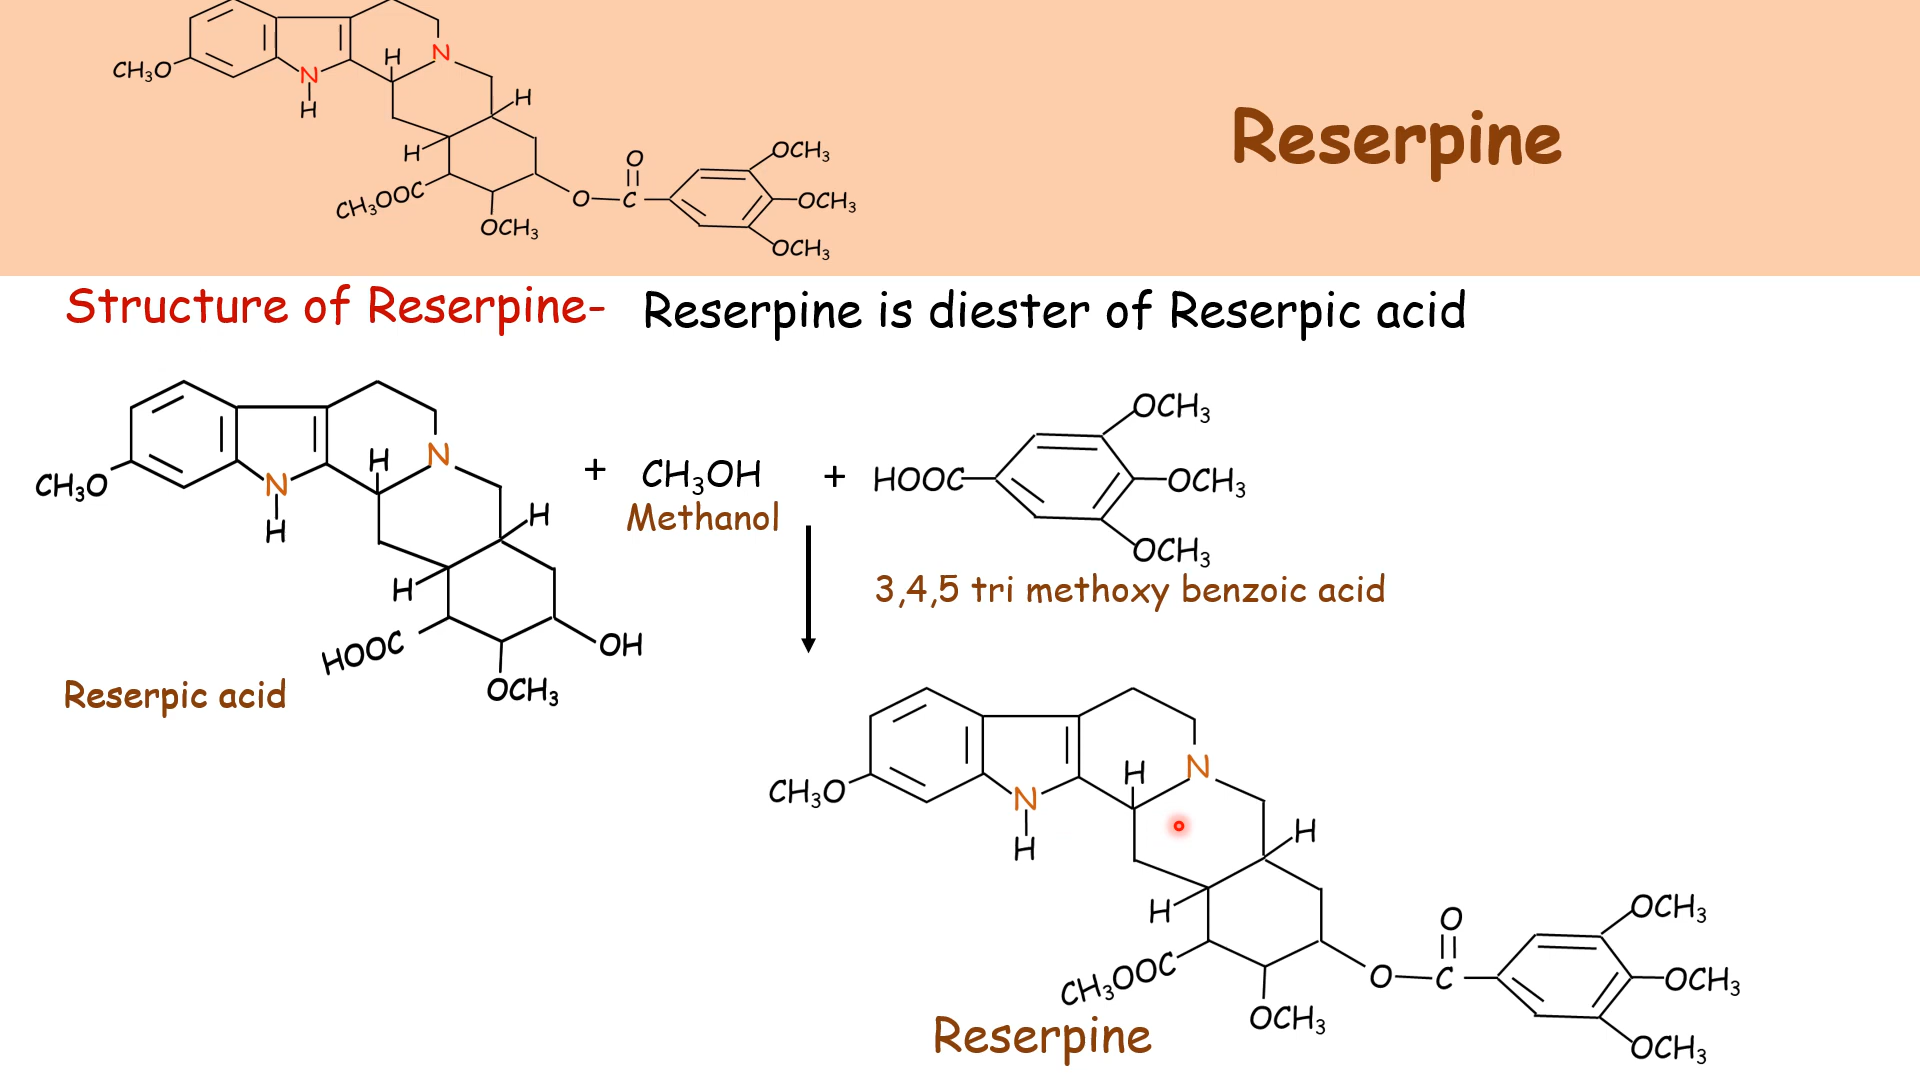 CH₃O
N
H
H
N
H
H
CH₃OOC
OCH₃
O
O
C
OCH₃
OCH₃
OCH₃
Reserpine
Structure of Reserpine- Reserpine is diester of Reserpic acid
CH₃O
N
H
H
N
H
H
HOOC
OCH₃
OH
Reserpic acid
+
CH₃OH
Methanol
+
HOOC
OCH₃
OCH₃
OCH₃
3,4,5 tri methoxy benzoic acid
CH₃O
N
H
H
N
H
H
CH₃OOC
OCH₃
O
O
C
OCH₃
OCH₃
OCH₃
Reserpine